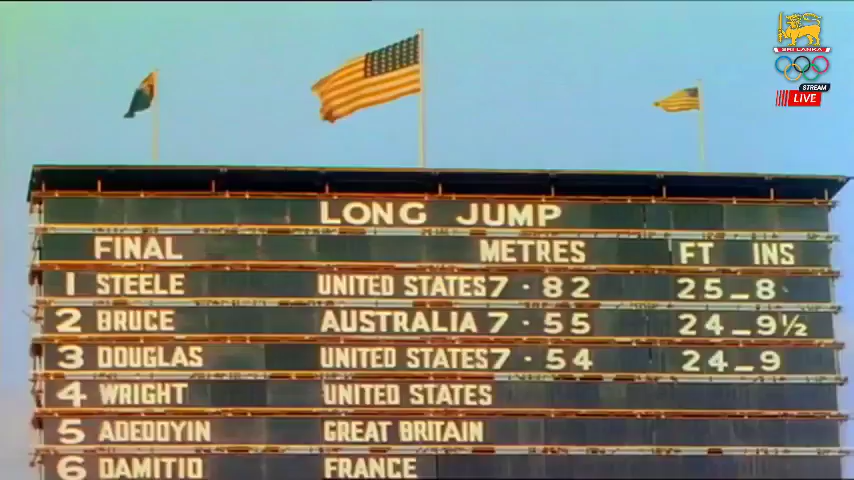 SRI LANKA
STREAM
LIVE
LONG JUMP
FINAL METRES FT INS
1 STEELE UNITED STATES 7·82 25_8
2 BRUCE AUSTRALIA 7·55 24_9½
3 DOUGLAS UNITED STATES 7·54 24_9
4 WRIGHT UNITED STATES
5 ADEDOYIN GREAT BRITAIN
6 DAMITIO FRANCE